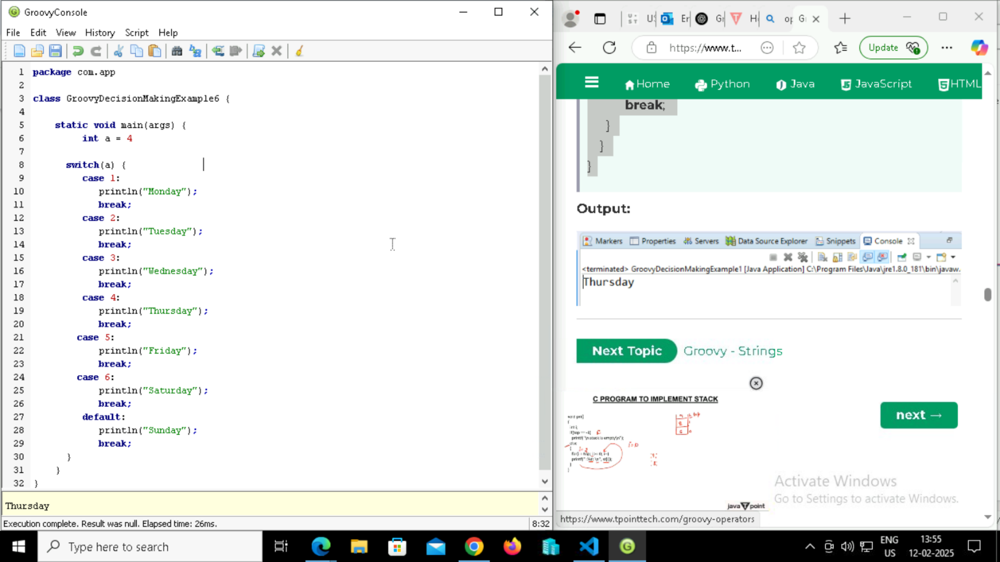 GroovyConsole
File Edit View History Script Help
1 package com.app
2
3 class GroovyDecisionMakingExample6 {
4
5 static void main(args) {
6 int a = 4
7
8 switch(a) {
9 case 1:
10 println("Monday");
11 break;
12 case 2:
13 println("Tuesday");
14 break;
15 case 3:
16 println("Wednesday");
17 break;
18 case 4:
19 println("Thursday");
20 break;
21 case 5:
22 println("Friday");
23 break;
24 case 6:
25 println("Saturday");
26 break;
27 default:
28 println("Sunday");
29 break;
30 }
31 }
32 }
Thursday
Execution complete. Result was null. Elapsed time: 26ms.
8:32
https://www.t...
Update
Home Python Java JavaScript HTML
break;
}
}
}
Output:
Markers Properties Servers Data Source Explorer Snippets Console
<terminated> GroovyDecisionMakingExample1 [Java Application] C:\Program Files\Java\jre1.8.0_181\bin\javaw.
Thursday
Next Topic Groovy - Strings
C PROGRAM TO IMPLEMENT STACK
next →
Activate Windows
Go to Settings to activate Windows.
java T point
https://www.tpointtech.com/groovy-operators
Type here to search
ENG
US
13:55
12-02-2025